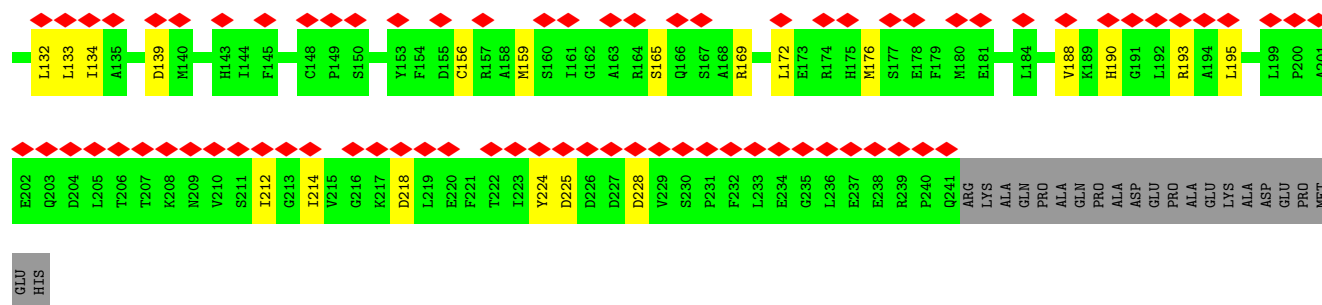 L132 L133 I134 A135 D139 M140 H143 I144 F145 C148 P149 S150 Y153 F154 D155 C156 R157 A158 M159 S160 I161 G162 A163 R164 S165 Q166 S167 A168 R169 L172 E173 R174 H175 M176 S177 E178 F179 M180 E181 L184 V188 K189 H190 G191 L192 R193 A194 L195 L199 P200 A201
E202 Q203 D204 L205 T206 T207 K208 N209 V210 S211 I212 G213 I214 V215 G216 K217 D218 L219 E220 F221 T222 I223 Y224 D225 D226 D227 D228 V229 S230 P231 F232 L233 E234 G235 L236 E237 E238 R239 P240 Q241 ARG LYS ALA GLN PRO ALA GLN PRO ALA ASP GLU PRO ALA GLU LYS ALA ASP GLU PRO MET
GLU HIS